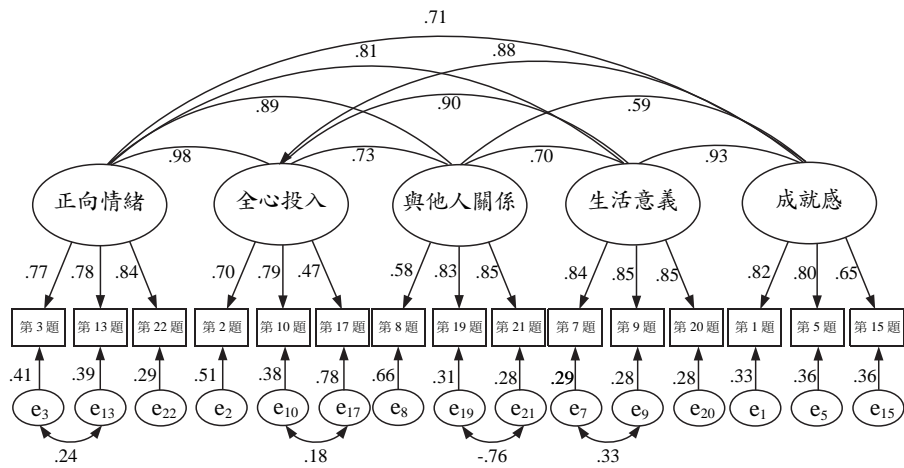 .71
.81 .88
.89 .90 .59
.98 .73 .70 .93
正向情緒 全心投入 與他人關係 生活意義 成就感
.77 .78 .84 .70 .79 .47 .58 .83 .85 .84 .85 .85 .82 .80 .65
第 3 題 第 13 題 第 22 題 第 2 題 第 10 題 第 17 題 第 8 題 第 19 題 第 21 題 第 7 題 第 9 題 第 20 題 第 1 題 第 5 題 第 15 題
.41 .39 .29 .51 .38 .78 .66 .31 .28 .29 .28 .28 .33 .36 .36
e3 e13 e22 e2 e10 e17 e8 e19 e21 e7 e9 e20 e1 e5 e15
.24 .18 -.76 .33